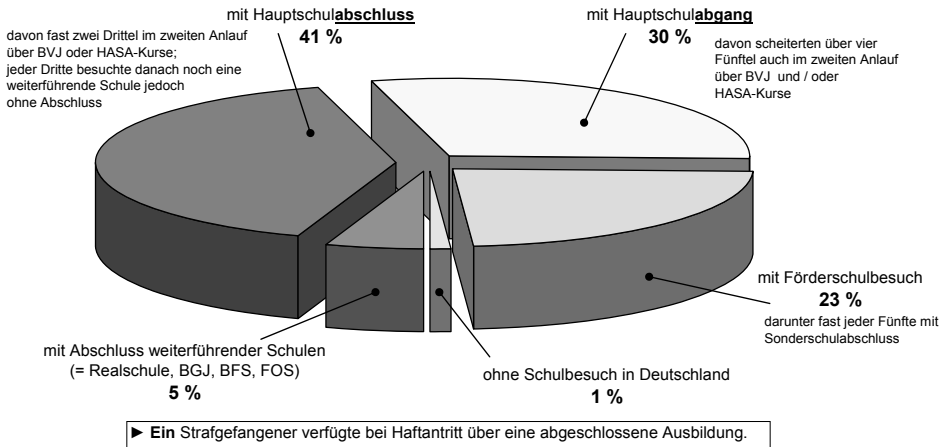 mit Hauptschulabschluss
41 %
davon fast zwei Drittel im zweiten Anlauf
über BVJ oder HASA-Kurse;
jeder Dritte besuchte danach noch eine
weiterführende Schule jedoch
ohne Abschluss
mit Hauptschulabgang
30 %
davon scheiterten über vier
Fünftel auch im zweiten Anlauf
über BVJ und / oder
HASA-Kurse
mit Förderschulbesuch
23 %
darunter fast jeder Fünfte mit
Sonderschulabschluss
mit Abschluss weiterführender Schulen
(= Realschule, BGJ, BFS, FOS)
5 %
ohne Schulbesuch in Deutschland
1 %
► Ein Strafgefangener verfügte bei Haftantritt über eine abgeschlossene Ausbildung.